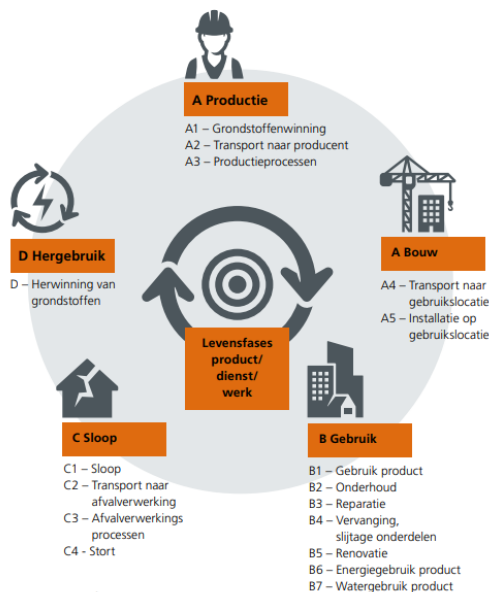 A Productie
A1 – Grondstoffenwinning
A2 – Transport naar producent
A3 – Productieprocessen
A Bouw
A4 – Transport naar
gebruikslocatie
A5 – Installatie op
gebruikslocatie
D Hergebruik
D – Herwinning van
grondstoffen
Levensfases
product/
dienst/
werk
C Sloop
C1 – Sloop
C2 – Transport naar
afvalverwerking
C3 – Afvalverwerkings
processen
C4 - Stort
B Gebruik
B1 – Gebruik product
B2 – Onderhoud
B3 – Reparatie
B4 – Vervanging,
slijtage onderdelen
B5 – Renovatie
B6 – Energiegebruik product
B7 – Watergebruik product